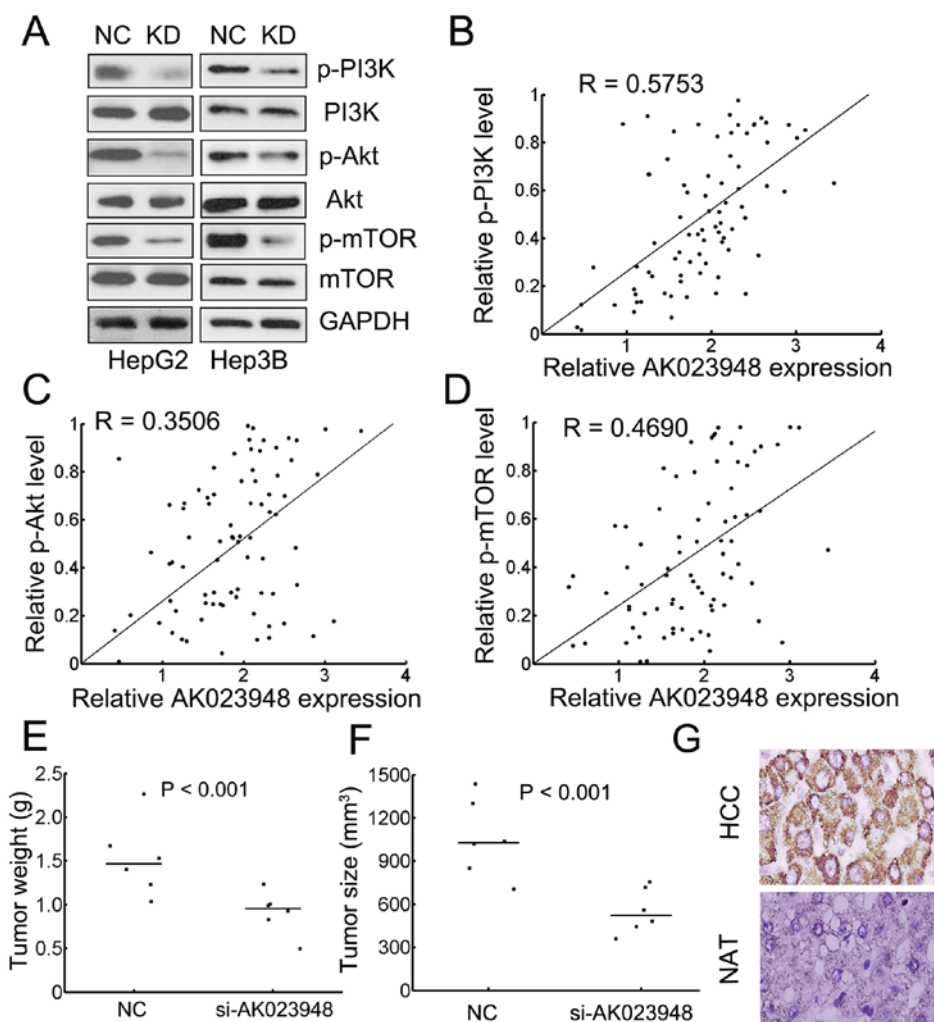 A
NC KD NC KD
p-PI3K
PI3K
p-Akt
Akt
p-mTOR
mTOR
GAPDH
HepG2 Hep3B
B
R = 0.5753
Relative p-PI3K level
1
0.8
0.6
0.4
0.2
0
1 2 3 4
Relative AK023948 expression
C
R = 0.3506
Relative p-Akt level
1
0.8
0.6
0.4
0.2
0
1 2 3 4
Relative AK023948 expression
D
R = 0.4690
Relative p-mTOR level
1
0.8
0.6
0.4
0.2
0
1 2 3 4
Relative AK023948 expression
E
P < 0.001
Tumor weight (g)
2.5
2.0
1.5
1.0
0.5
0.0
NC si-AK023948
F
P < 0.001
Tumor size (mm³)
1500
1200
900
600
300
0
NC si-AK023948
G
HCC
NAT